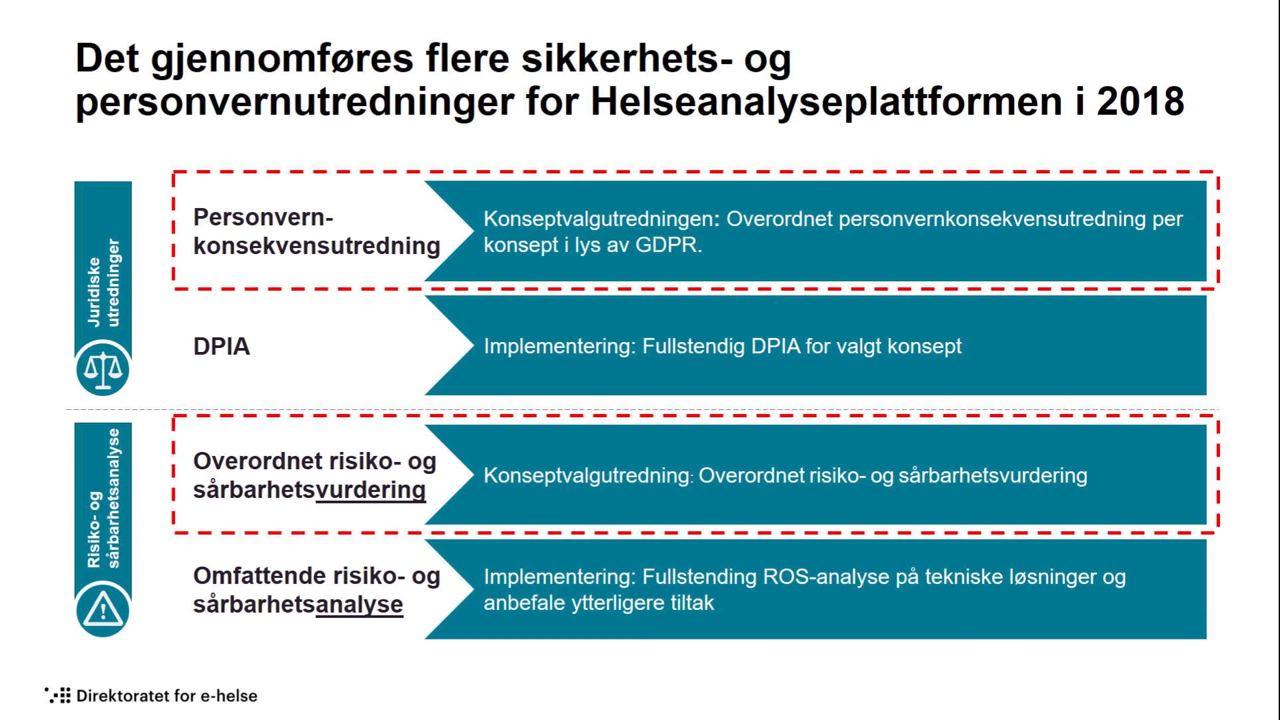 Det gjennomføres flere sikkerhets- og
personvernutredninger for Helseanalyseplattformen i 2018
Juridiske
utredninger
Personvern-
konsekvensutredning
Konseptvalgutredningen: Overordnet personvernkonsekvensutredning per
konsept i lys av GDPR.
DPIA
Implementering: Fullstendig DPIA for valgt konsept
Risiko- og
sårbarhetsanalyse
Overordnet risiko- og
sårbarhetsvurdering
Konseptvalgutredning: Overordnet risiko- og sårbarhetsvurdering
Omfattende risiko- og
sårbarhetsanalyse
Implementering: Fullstending ROS-analyse på tekniske løsninger og
anbefale ytterligere tiltak
Direktoratet for e-helse